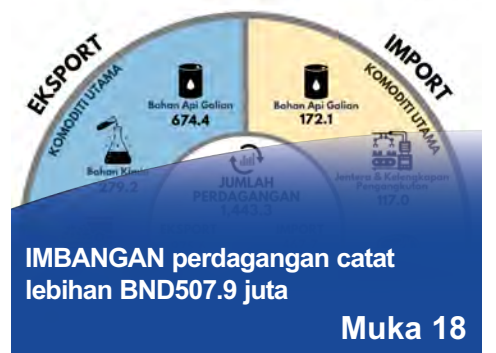 EKSPORT
KOMODITI UTAMA
Bahan Api Galian
674.4
Bahan Kimia
279.2
IMPORT
KOMODITI UTAMA
Bahan Api Galian
172.1
Jentera & Kelengkapan
Pengangkutan
117.0
JUMLAH
PERDAGANGAN
1,443.3
IMBANGAN perdagangan catat
lebihan BND507.9 juta
Muka 18